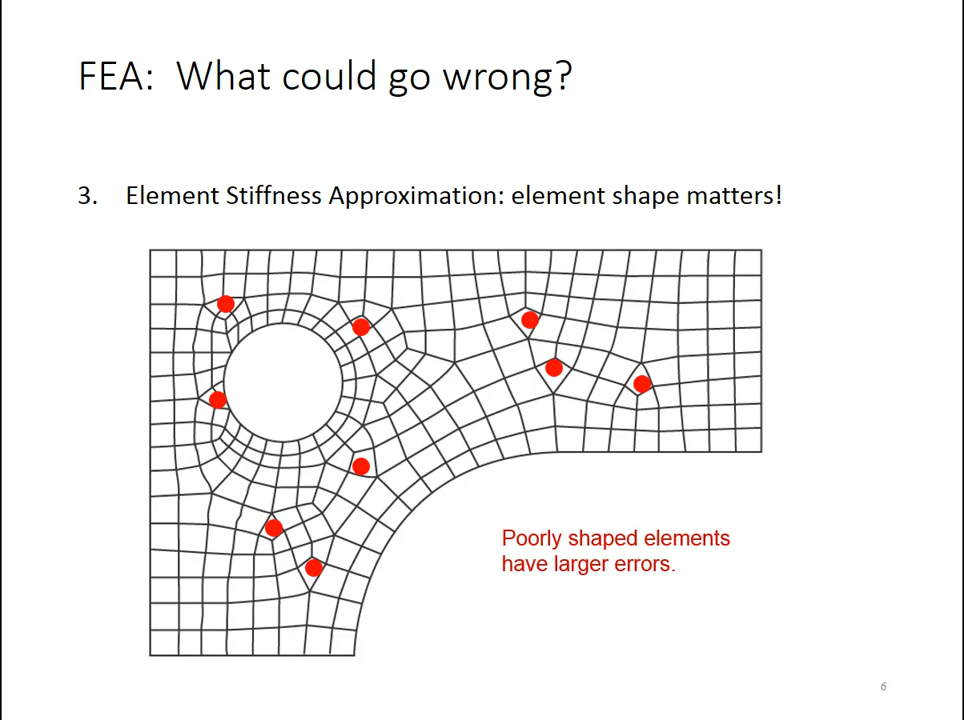 FEA:  What could go wrong?
3. Element Stiffness Approximation: element shape matters!
Poorly shaped elements
have larger errors.
6